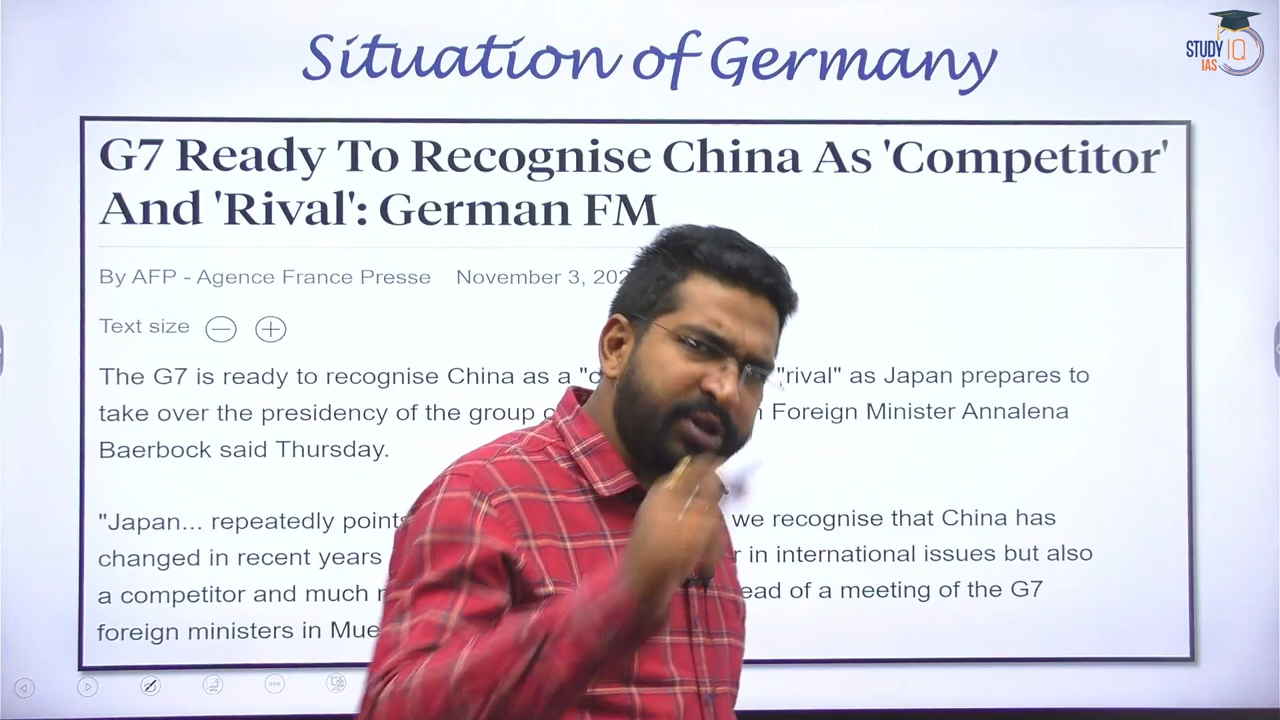 Situation of Germany
STUDY IQ
IAS
G7 Ready To Recognise China As 'Competitor'
And 'Rival': German FM
By AFP - Agence France Presse November 3, 202
Text size
The G7 is ready to recognise China as a "c "rival" as Japan prepares to
take over the presidency of the group Foreign Minister Annalena
Baerbock said Thursday.
"Japan... repeatedly points we recognise that China has
changed in recent years r in international issues but also
a competitor and much ead of a meeting of the G7
foreign ministers in Mue